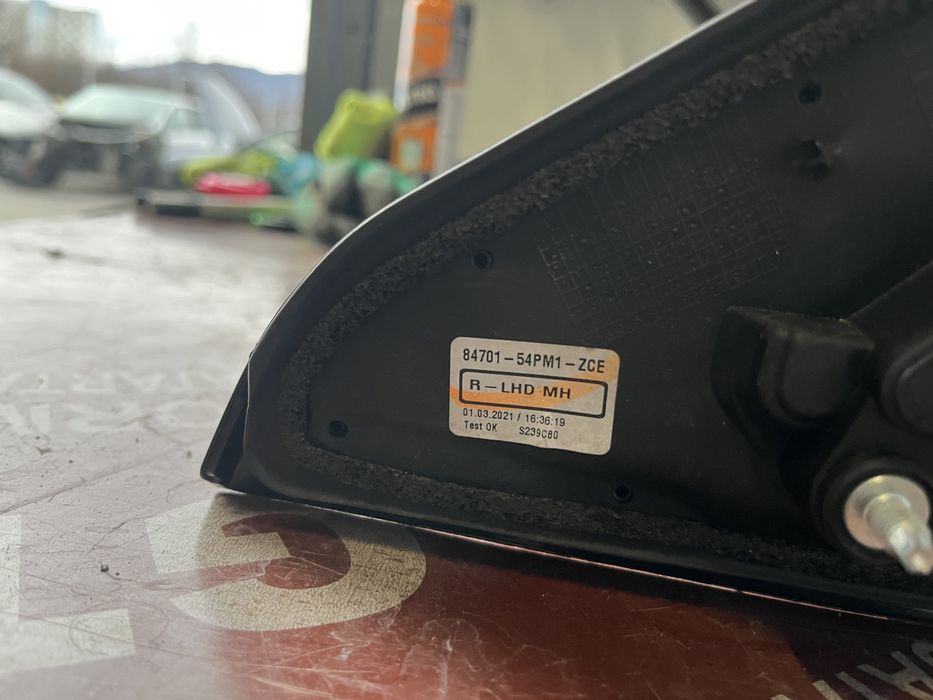 84701-54PM1-ZCE
R-LHD MH
01.03.2021 / 16:36:19
Test OK S239C80